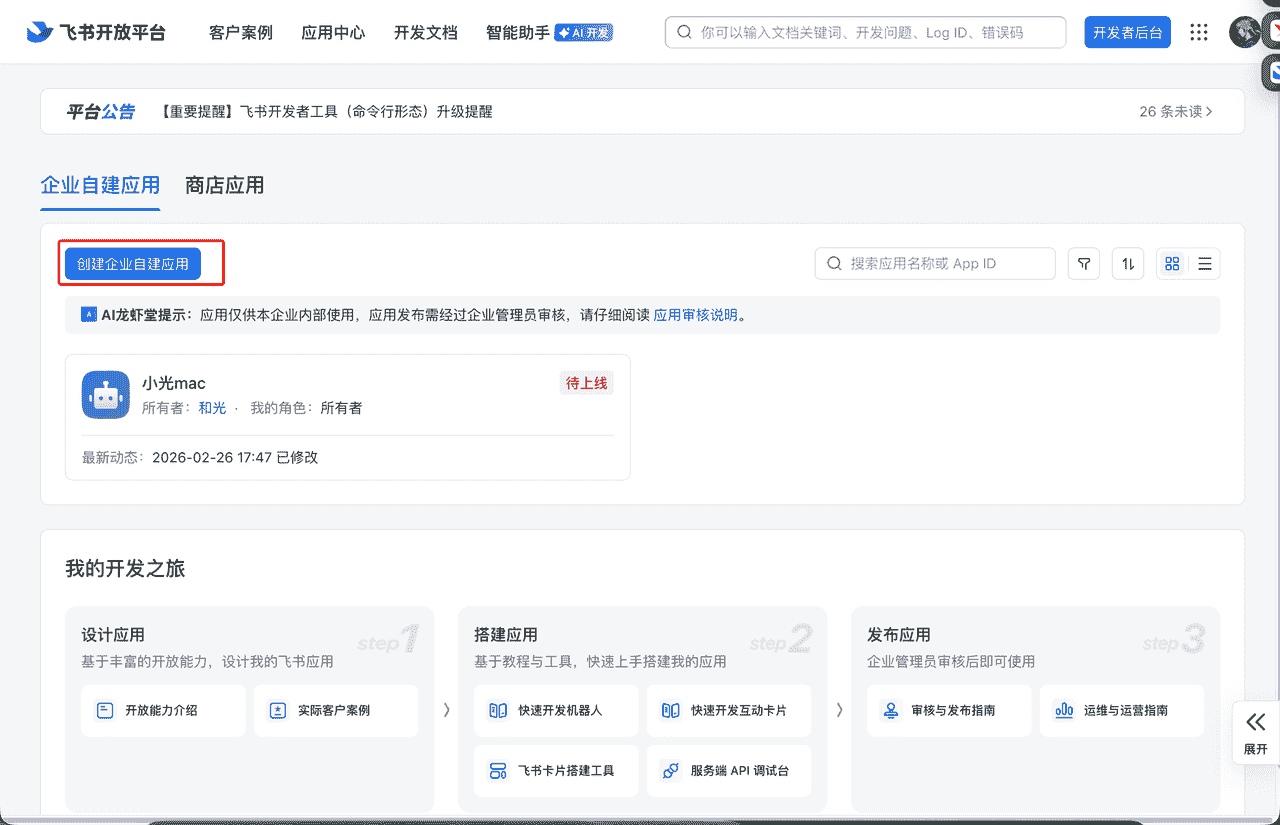 飞书开放平台 客户案例 应用中心 开发文档 智能助手 AI 开发 你可以输入文档关键词、开发问题、Log ID、错误码 开发者后台
平台公告 【重要提醒】飞书开发者工具（命令行形态）升级提醒 26 条未读
企业自建应用 商店应用
创建企业自建应用 搜索应用名称或 App ID
AI龙虾堂提示：应用仅供本企业内部使用，应用发布需经过企业管理员审核，请仔细阅读 应用审核说明。
小光mac 待上线
所有者：和光 · 我的角色：所有者
最新动态：2026-02-26 17:47 已修改
我的开发之旅
设计应用 step 1
基于丰富的开放能力，设计我的飞书应用
开放能力介绍 实际客户案例
搭建应用 step 2
基于教程与工具，快速上手搭建我的应用
快速开发机器人 快速开发互动卡片
飞书卡片搭建工具 服务端 API 调试台
发布应用 step 3
企业管理员审核后即可使用
审核与发布指南 运维与运营指南
展开